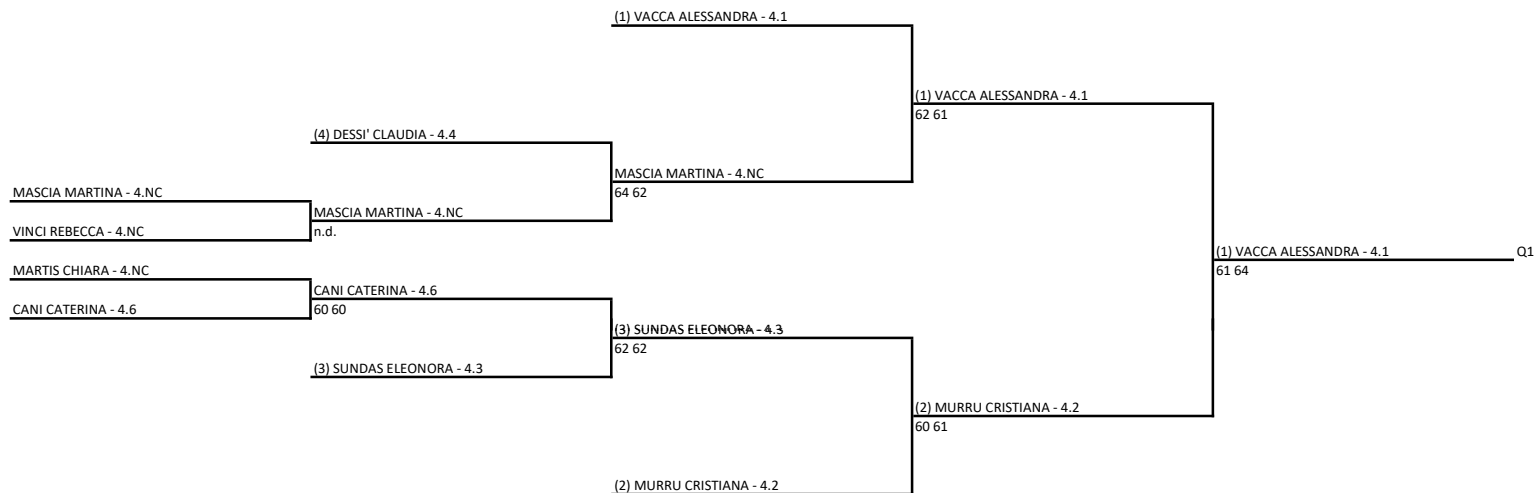 (1) VACCA ALESSANDRA - 4.1
(1) VACCA ALESSANDRA - 4.1
62 61
(4) DESSI' CLAUDIA - 4.4
MASCIA MARTINA - 4.NC
64 62
MASCIA MARTINA - 4.NC
MASCIA MARTINA - 4.NC
n.d.
VINCI REBECCA - 4.NC
(1) VACCA ALESSANDRA - 4.1 Q1
61 64
MARTIS CHIARA - 4.NC
CANI CATERINA - 4.6
60 60
CANI CATERINA - 4.6
(3) SUNDAS ELEONORA - 4.3
62 62
(3) SUNDAS ELEONORA - 4.3
(2) MURRU CRISTIANA - 4.2
60 61
(2) MURRU CRISTIANA - 4.2